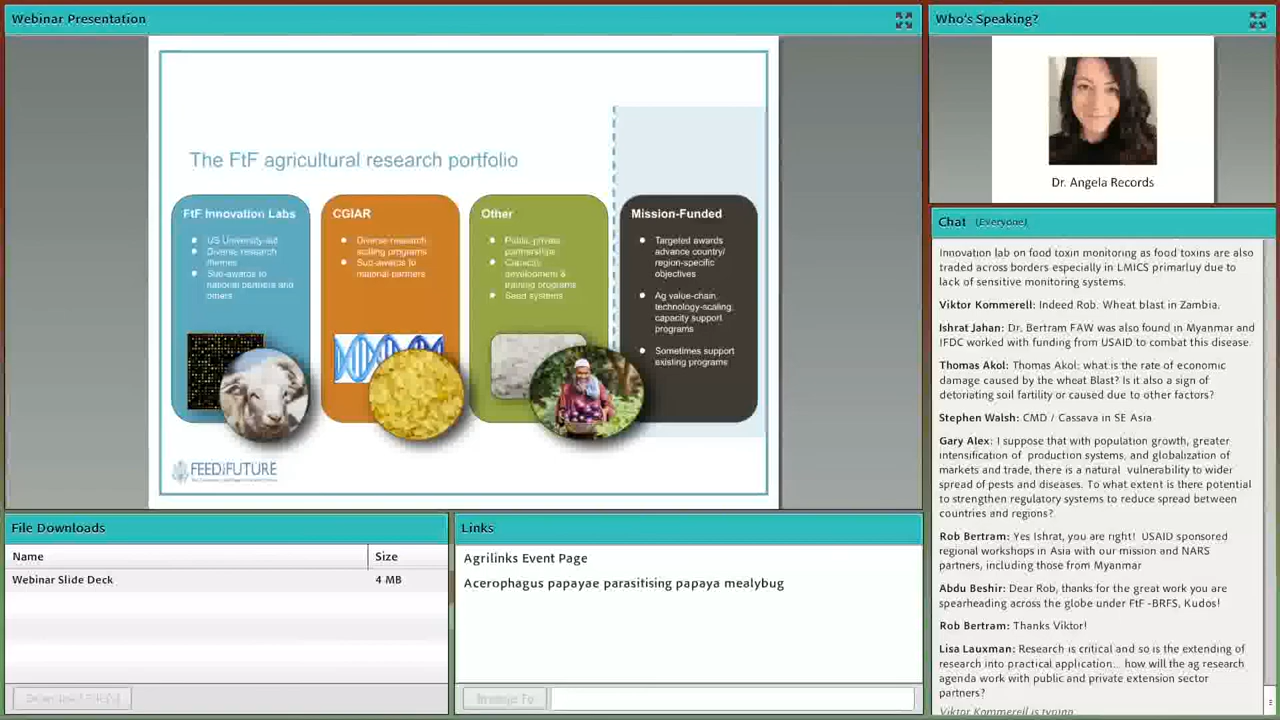 Webinar Presentation
The FtF agricultural research portfolio
FtF Innovation Labs
US University-led
Diverse research
themes
Sub-awards to
national partners and
others
CGIAR
Diverse research
scaling programs
Sub-awards to
national partners
Other
Public-private
partnerships
Capacity
development &
training programs
Seed systems
Mission-Funded
Targeted awards
advance country/
region-specific
objectives
Ag value-chain,
technology-scaling,
capacity support
programs
Sometimes support
existing programs
FEED FUTURE
Who's Speaking?
Dr. Angela Records
Chat (Everyone)
Innovation lab on food toxin monitoring as food toxins are also
traded across borders especially in LMICS primarluy due to
lack of sensitive monitoring systems.
Viktor Kommerell: Indeed Rob. Wheat blast in Zambia.
Ishrat Jahan: Dr. Bertram FAW was also found in Myanmar and
IFDC worked with funding from USAID to combat this disease.
Thomas Akol: Thomas Akol: what is the rate of economic
damage caused by the wheat Blast? Is it also a sign of
detoriating soil fartility or caused due to other factors?
Stephen Walsh: CMD / Cassava in SE Asia
Gary Alex: I suppose that with population growth, greater
intensification of production systems, and globalization of
markets and trade, there is a natural vulnerability to wider
spread of pests and diseases. To what extent is there potential
to strengthen regulatory systems to reduce spread between
countries and regions?
Rob Bertram: Yes Ishrat, you are right! USAID sponsored
regional workshops in Asia with our mission and NARS
partners, including those from Myanmar
Abdu Beshir: Dear Rob, thanks for the great work you are
spearheading across the globe under FtF -BRFS, Kudos!
Rob Bertram: Thanks Viktor!
Lisa Lauxman: Research is critical and so is the extending of
research into practical application... how will the ag research
agenda work with public and private extension sector
partners?
Viktor Kommerell is typing
File Downloads
Name Size
Webinar Slide Deck 4 MB
Download File(s)
Links
Agrilinks Event Page
Acerophagus papayae parasitising papaya mealybug
Browse To